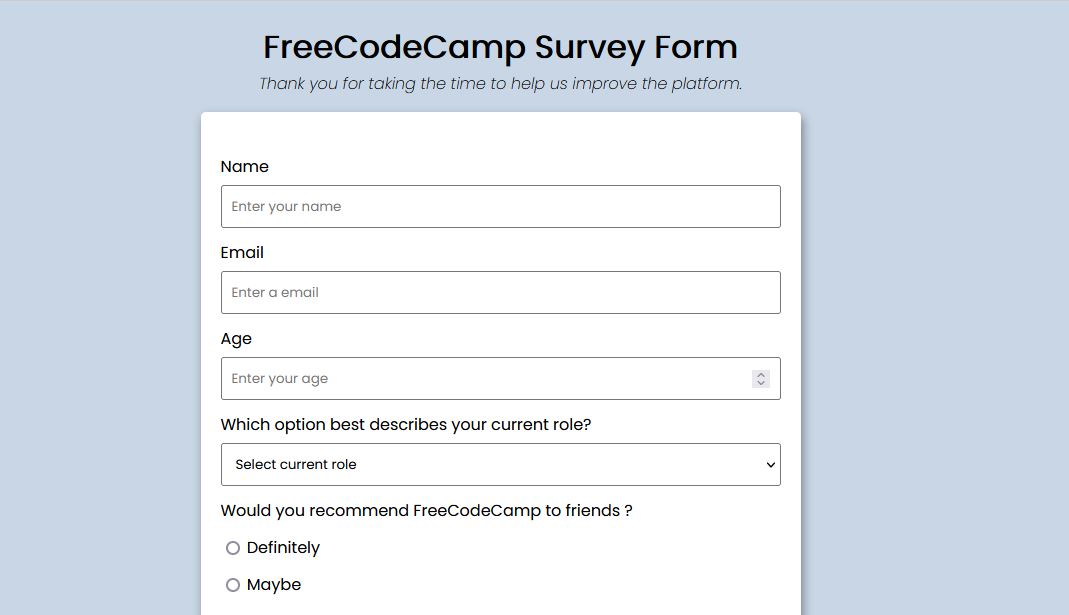 FreeCodeCamp Survey Form
Thank you for taking the time to help us improve the platform.
Name
Enter your name
Email
Enter a email
Age
Enter your age
Which option best describes your current role?
Select current role
Would you recommend FreeCodeCamp to friends ?
Definitely
Maybe